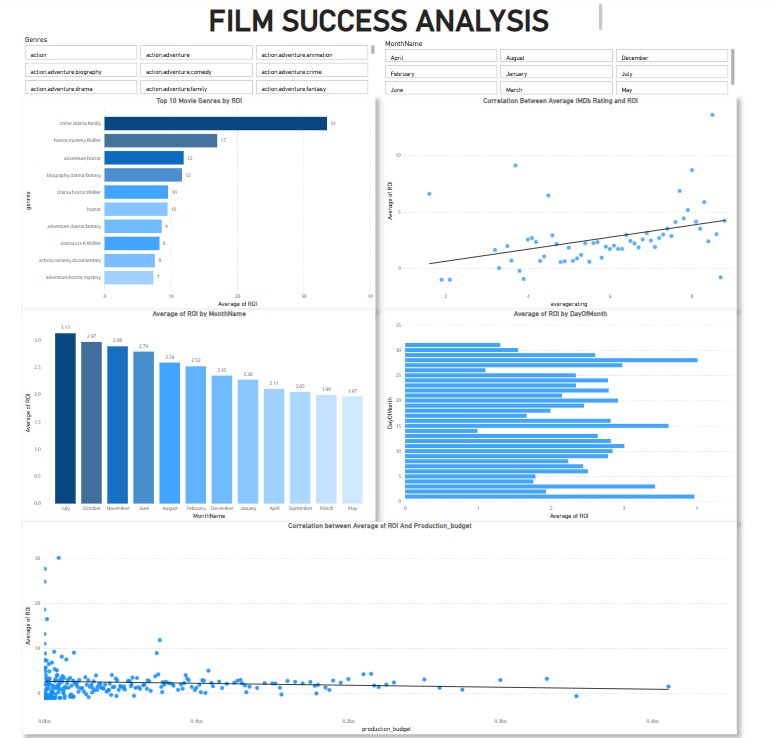 FILM SUCCESS ANALYSIS
Genres
action
action,adventure
action,adventure,animation
action,adventure,biography
action,adventure,comedy
action,adventure,crime
action,adventure,drama
action,adventure,family
action,adventure,fantasy
MonthName
April
August
December
February
January
July
June
March
May
Top 10 Movie Genres by ROI
genres
crime,drama,family
34
horror,mystery,thriller
17
adventure,horror
12
biography,drama,fantasy
12
drama,horror,thriller
10
horror
10
adventure,drama,fantasy
9
drama,sci-fi,thriller
8
action,comedy,documentary
8
adventure,horror,mystery
7
0 10 20 30 40
Average of ROI
Correlation Between Average IMDb Rating and ROI
Average of ROI
10
5
0
2 4 6 8
averagerating
Average of ROI by MonthName
Average of ROI
3.0
2.5
2.0
1.5
1.0
0.5
0.0
3.13 2.97 2.89 2.79 2.59 2.52 2.35 2.28 2.11 2.05 1.99 1.97
July October November June August February December January April September March May
MonthName
Average of ROI by DayOfMonth
DayOfMonth
35
30
25
20
15
10
5
0
0 1 2 3 4
Average of ROI
Correlation between Average of ROI And Production_budget
Average of ROI
30
20
10
0
0.0bn 0.1bn 0.2bn 0.3bn 0.4bn
production_budget